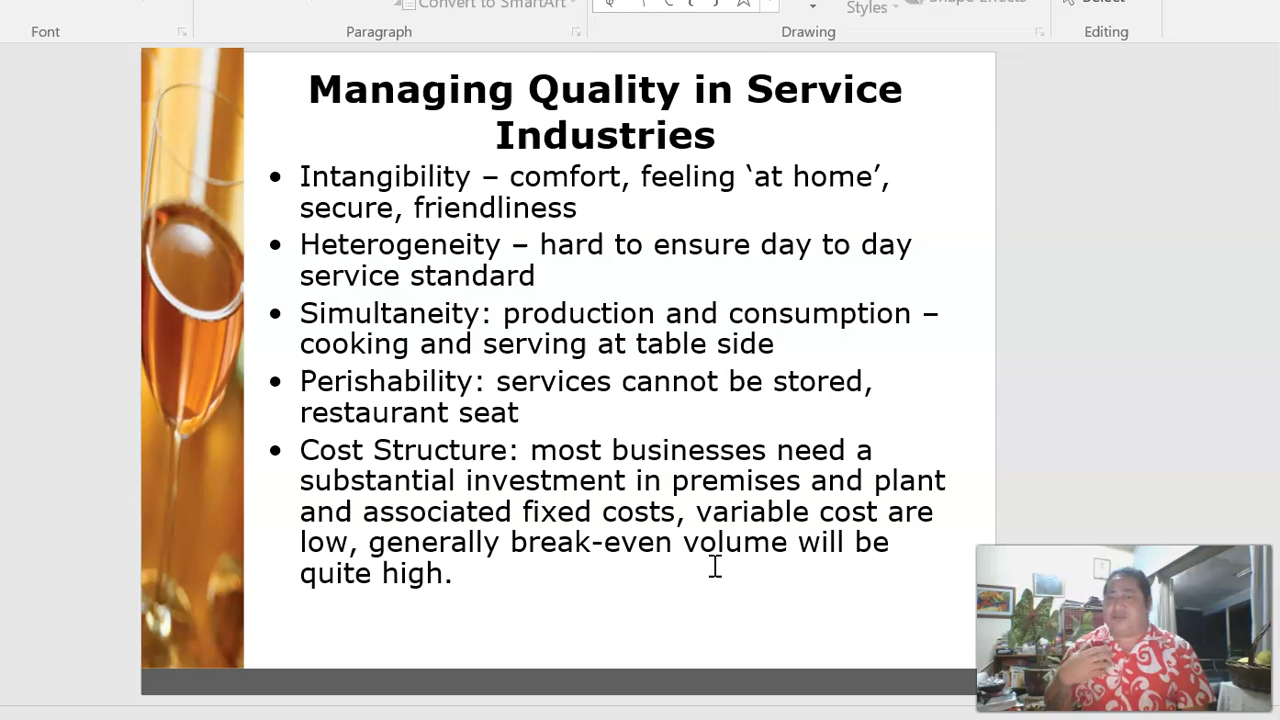 Convert to SmartArt
Styles
Shape Effects
Select
Font
Paragraph
Drawing
Editing
Managing Quality in Service
Industries
• Intangibility – comfort, feeling ‘at home’,
secure, friendliness
• Heterogeneity – hard to ensure day to day
service standard
• Simultaneity: production and consumption –
cooking and serving at table side
• Perishability: services cannot be stored,
restaurant seat
• Cost Structure: most businesses need a
substantial investment in premises and plant
and associated fixed costs, variable cost are
low, generally break-even volume will be
quite high.